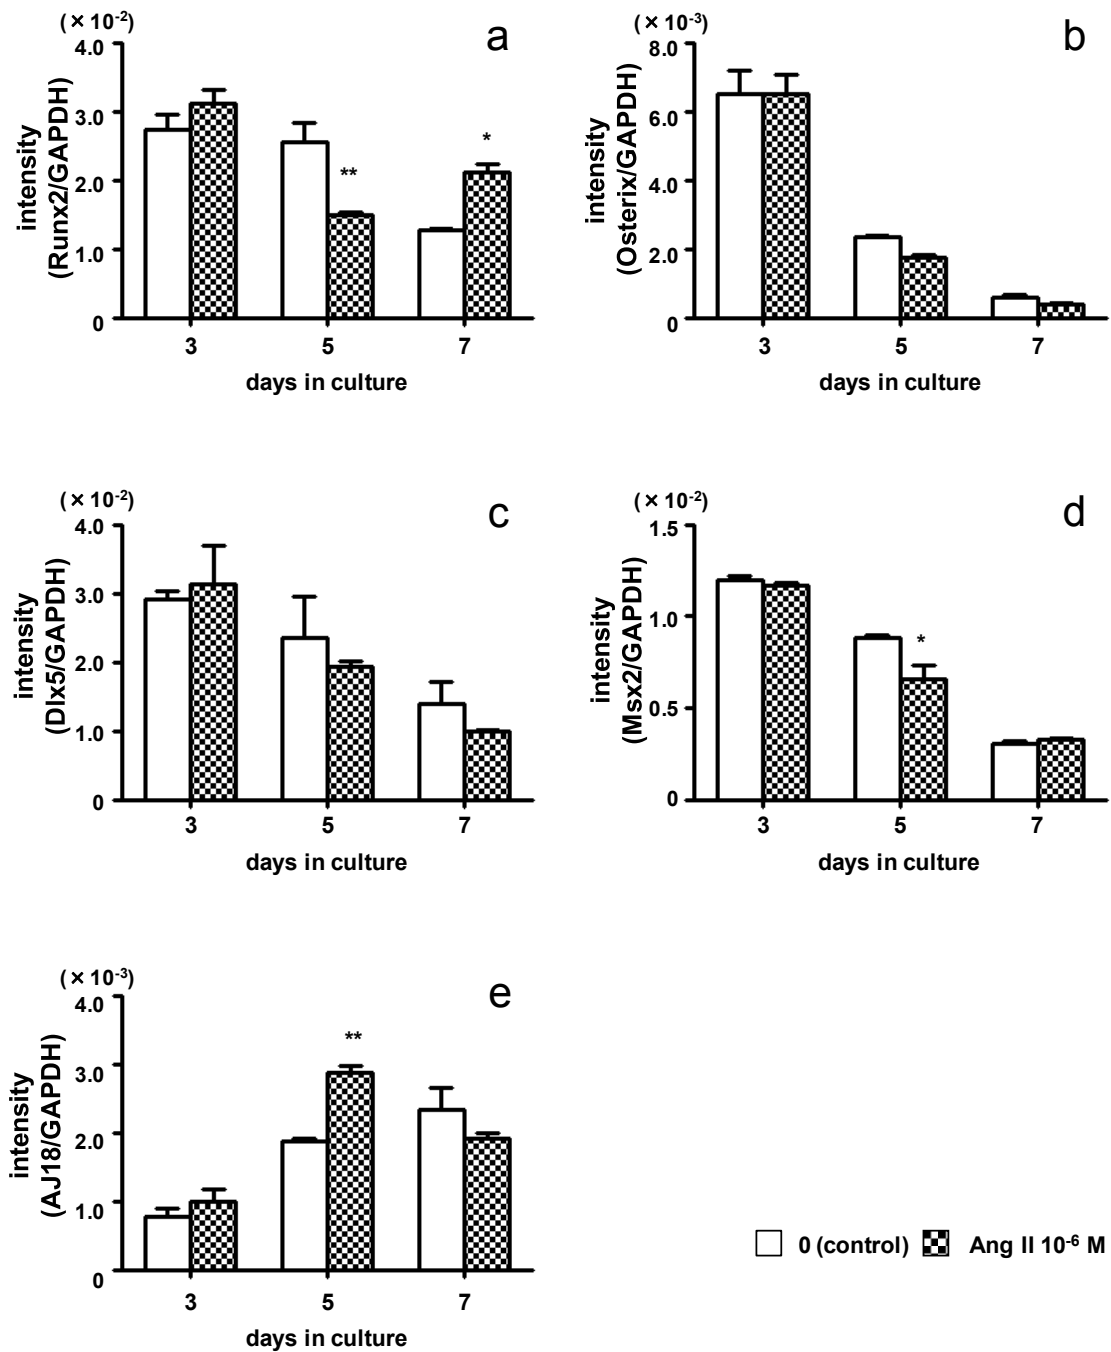 (×10-2)
a
4.0
3.0
2.0
1.0
0
intensity
(Runx2/GAPDH)
**
*
3 5 7
days in culture
(×10-3)
b
8.0
6.0
4.0
2.0
0
intensity
(Osterix/GAPDH)
3 5 7
days in culture
(×10-2)
c
4.0
3.0
2.0
1.0
0
intensity
(Dlx5/GAPDH)
3 5 7
days in culture
(×10-2)
d
1.5
1.0
0.5
0
intensity
(Msx2/GAPDH)
*
3 5 7
days in culture
(×10-3)
e
4.0
3.0
2.0
1.0
0
intensity
(AJ18/GAPDH)
**
3 5 7
days in culture
0 (control) Ang II 10-6 M